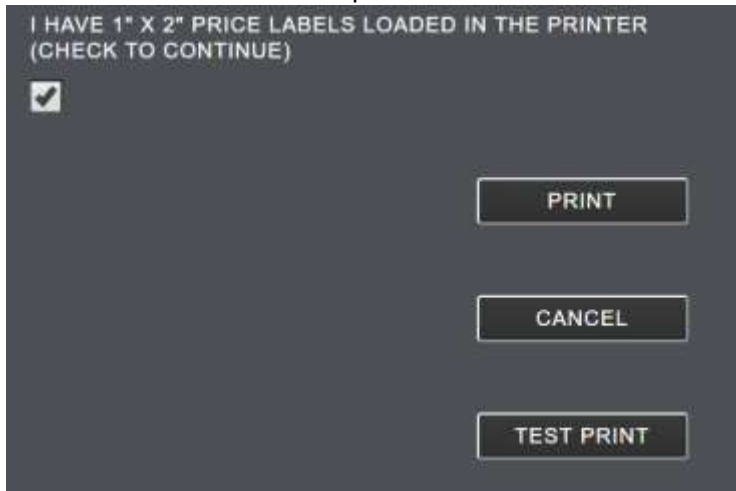 I HAVE 1" X 2" PRICE LABELS LOADED IN THE PRINTER
(CHECK TO CONTINUE)
PRINT
CANCEL
TEST PRINT